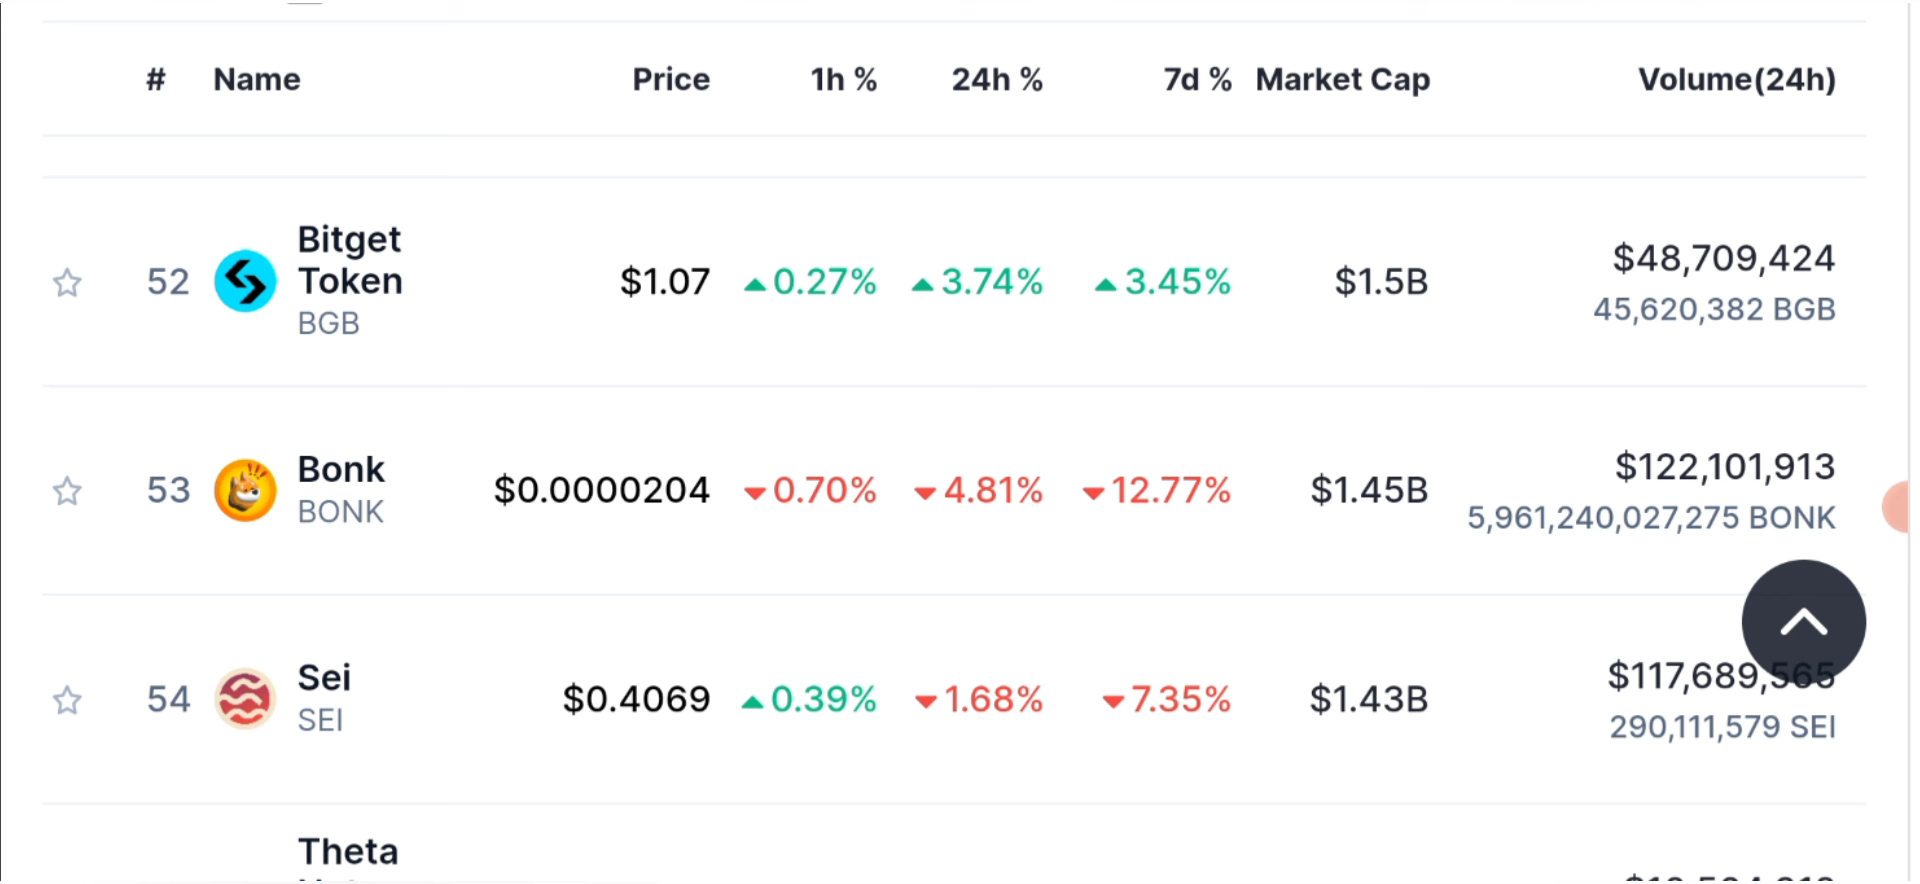 # Name Price 1h % 24h % 7d % Market Cap Volume(24h)
Bitget
Token
BGB
52
$1.07
0.27%
3.74%
3.45%
$1.5B
$48,709,424
45,620,382 BGB
53
Bonk
BONK
$0.0000204
0.70%
4.81%
12.77%
$1.45B
$122,101,913
5,961,240,027,275 BONK
54
Sei
SEI
$0.4069
0.39%
1.68%
7.35%
$1.43B
$117,689,565
290,111,579 SEI
Theta